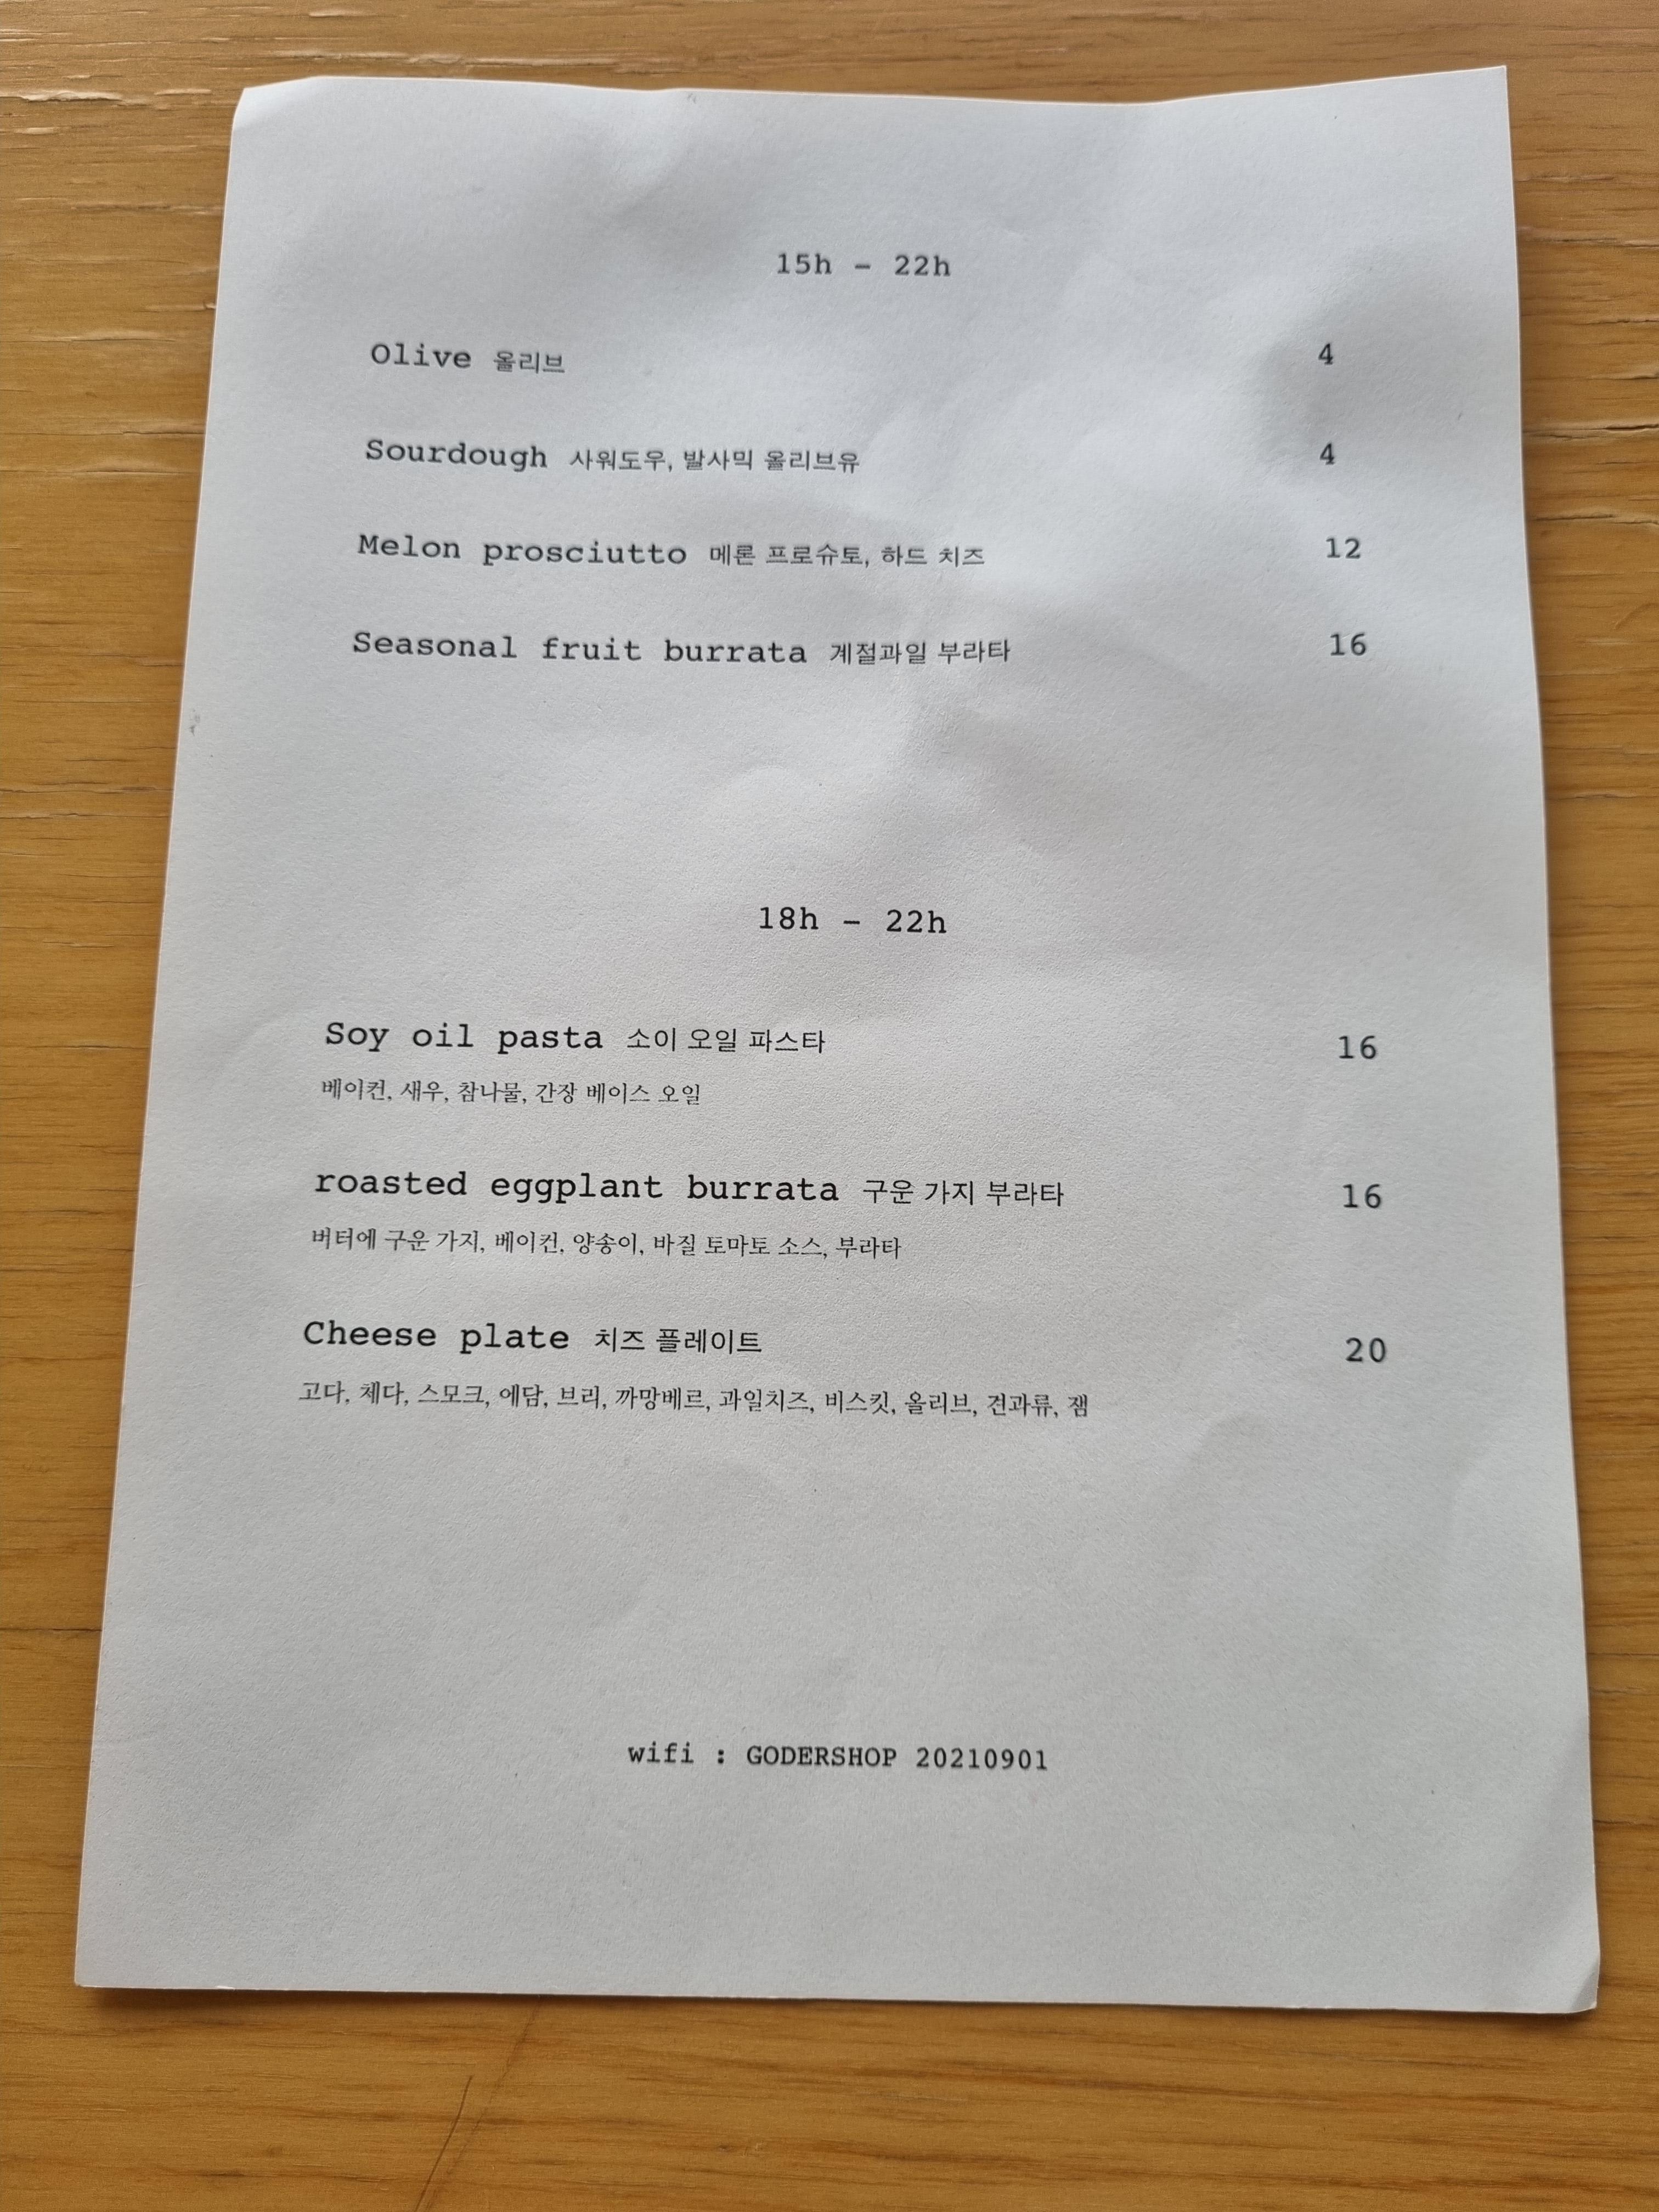 15h - 22h
Olive 올리브 4
Sourdough 사워도우, 발사믹 올리브유 4
Melon prosciutto 메론 프로슈토, 하드 치즈 12
Seasonal fruit burrata 계절과일 부라타 16
18h - 22h
Soy oil pasta 소이 오일 파스타 16
베이컨, 새우, 참나물, 간장 베이스 오일
roasted eggplant burrata 구운 가지 부라타 16
버터에 구운 가지, 베이컨, 양송이, 바질 토마토 소스, 부라타
Cheese plate 치즈 플레이트 20
고다, 체다, 스모크, 에담, 브리, 까망베르, 과일치즈, 비스킷, 올리브, 견과류, 잼
wifi : GODERSHOP 20210901